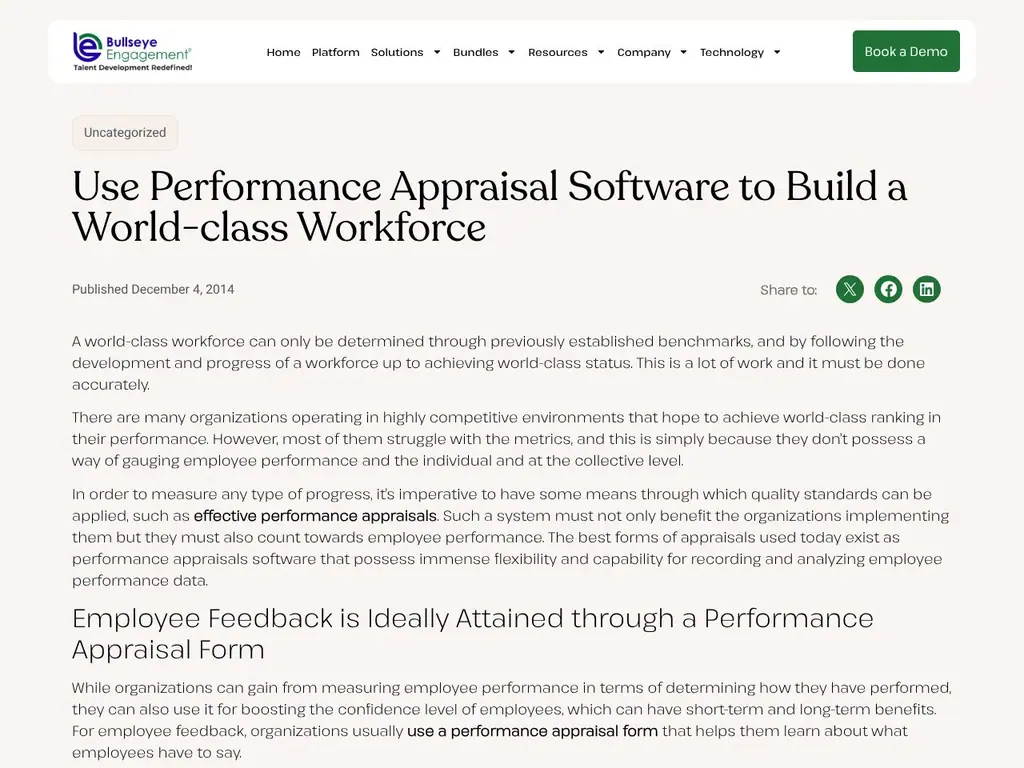 Bullseye
Engagement®
Talent Development Redefined!
Home Platform Solutions Bundles Resources Company Technology
Book a Demo
Uncategorized
Use Performance Appraisal Software to Build a
World-class Workforce
Published December 4, 2014
Share to:
A world-class workforce can only be determined through previously established benchmarks, and by following the
development and progress of a workforce up to achieving world-class status. This is a lot of work and it must be done
accurately.
There are many organizations operating in highly competitive environments that hope to achieve world-class ranking in
their performance. However, most of them struggle with the metrics, and this is simply because they don't possess a
way of gauging employee performance and the individual and at the collective level.
In order to measure any type of progress, it's imperative to have some means through which quality standards can be
applied, such as effective performance appraisals. Such a system must not only benefit the organizations implementing
them but they must also count towards employee performance. The best forms of appraisals used today exist as
performance appraisals software that possess immense flexibility and capability for recording and analyzing employee
performance data.
Employee Feedback is Ideally Attained through a Performance
Appraisal Form
While organizations can gain from measuring employee performance in terms of determining how they have performed,
they can also use it for boosting the confidence level of employees, which can have short-term and long-term benefits.
For employee feedback, organizations usually use a performance appraisal form that helps them learn about what
employees have to say.